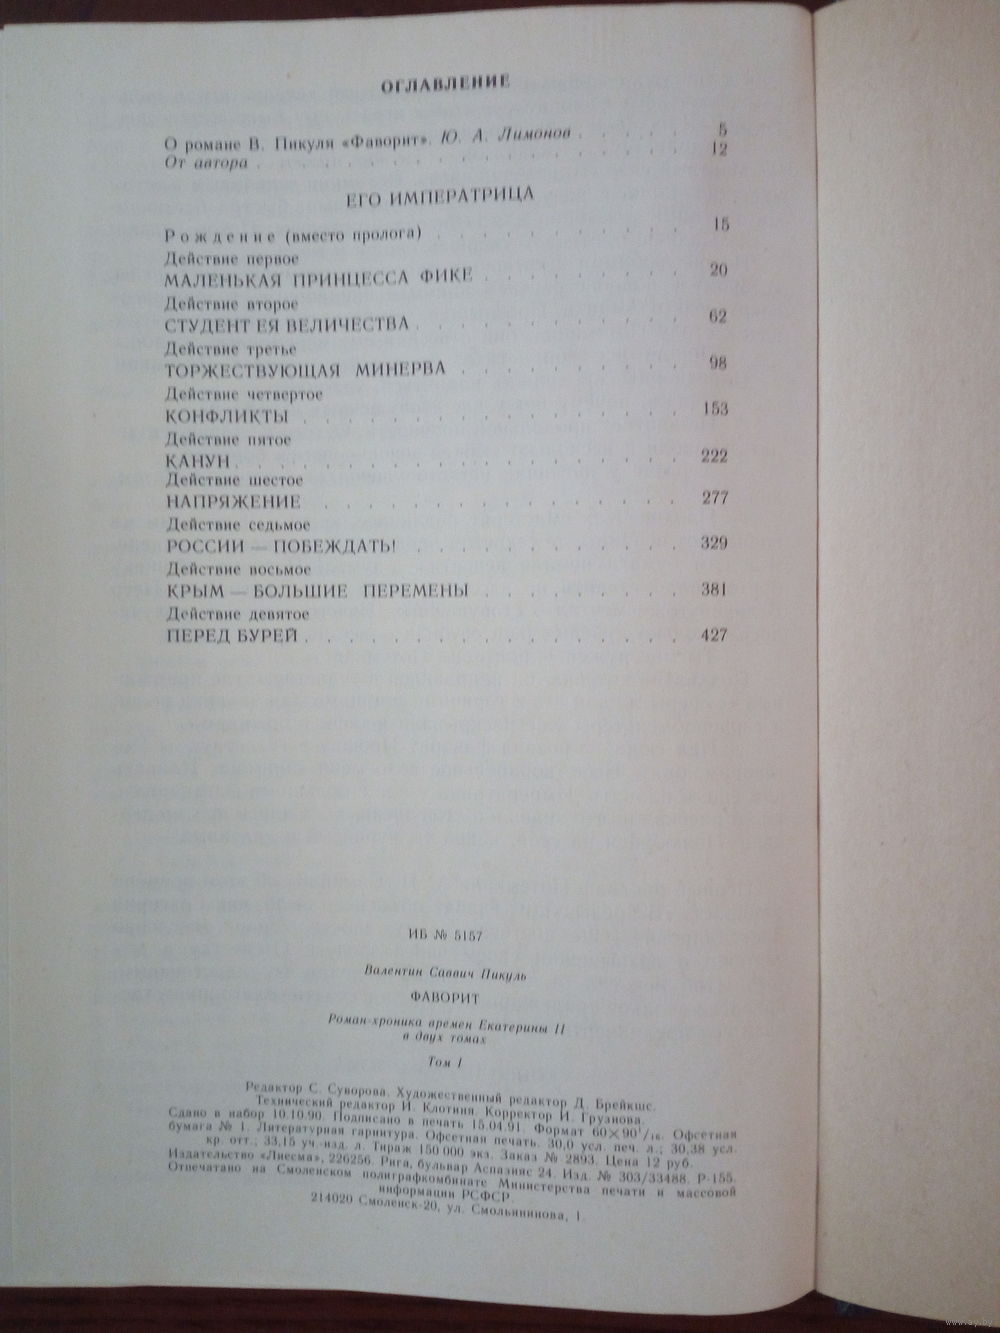 ОГЛАВЛЕНИЕ
О романе В. Пикуля «Фаворит». Ю. А. Лимонов . . . . . 5
От автора . . . . . . . . . . . . . . 12
ЕГО ИМПЕРАТРИЦА
Рождение (вместо пролога) . . . . . . . . . . 15
Действие первое
МАЛЕНЬКАЯ ПРИНЦЕССА ФИКЕ . . . . . . . . . 20
Действие второе
СТУДЕНТ ЕЯ ВЕЛИЧЕСТВА . . . . . . . . . . . 62
Действие третье
ТОРЖЕСТВУЮЩАЯ МИНЕРВА . . . . . . . . . . 98
Действие четвертое
КОНФЛИКТЫ . . . . . . . . . . . . . . 153
Действие пятое
КАНУН . . . . . . . . . . . . . . . . . 222
Действие шестое
НАПРЯЖЕНИЕ . . . . . . . . . . . . . 277
Действие седьмое
РОССИИ — ПОБЕЖДАТЬ! . . . . . . . . . . . 329
Действие восьмое
КРЫМ — БОЛЬШИЕ ПЕРЕМЕНЫ . . . . . . . . . 381
Действие девятое
ПЕРЕД БУРЕЙ . . . . . . . . . . . . . . 427
ИБ № 5157
Валентин Саввич Пикуль
ФАВОРИТ
Роман-хроника времен Екатерины II
в двух томах
Том I
Редактор С. Суворова. Художественный редактор Д. Брейкшс.
Технический редактор И. Клотиня. Корректор И. Грузнова.
Сдано в набор 10.10.90. Подписано в печать 15.04.91. Формат 60×90¹/₁₆. Офсетная
бумага № 1. Литературная гарнитура. Офсетная печать. 30,0 усл. печ. л.; 30,38 усл.
кр. отт.; 33,15 уч.-изд. л. Тираж 150 000 экз. Заказ № 2893. Цена 12 руб.
Издательство «Лиесма», 226256. Рига, бульвар Аспазияс 24. Изд. № 303/33488. Р-155.
Отпечатано на Смоленском полиграфкомбинате Министерства печати и массовой
информации РСФСР.
214020 Смоленск-20, ул. Смольянинова, 1.
www.ay.by